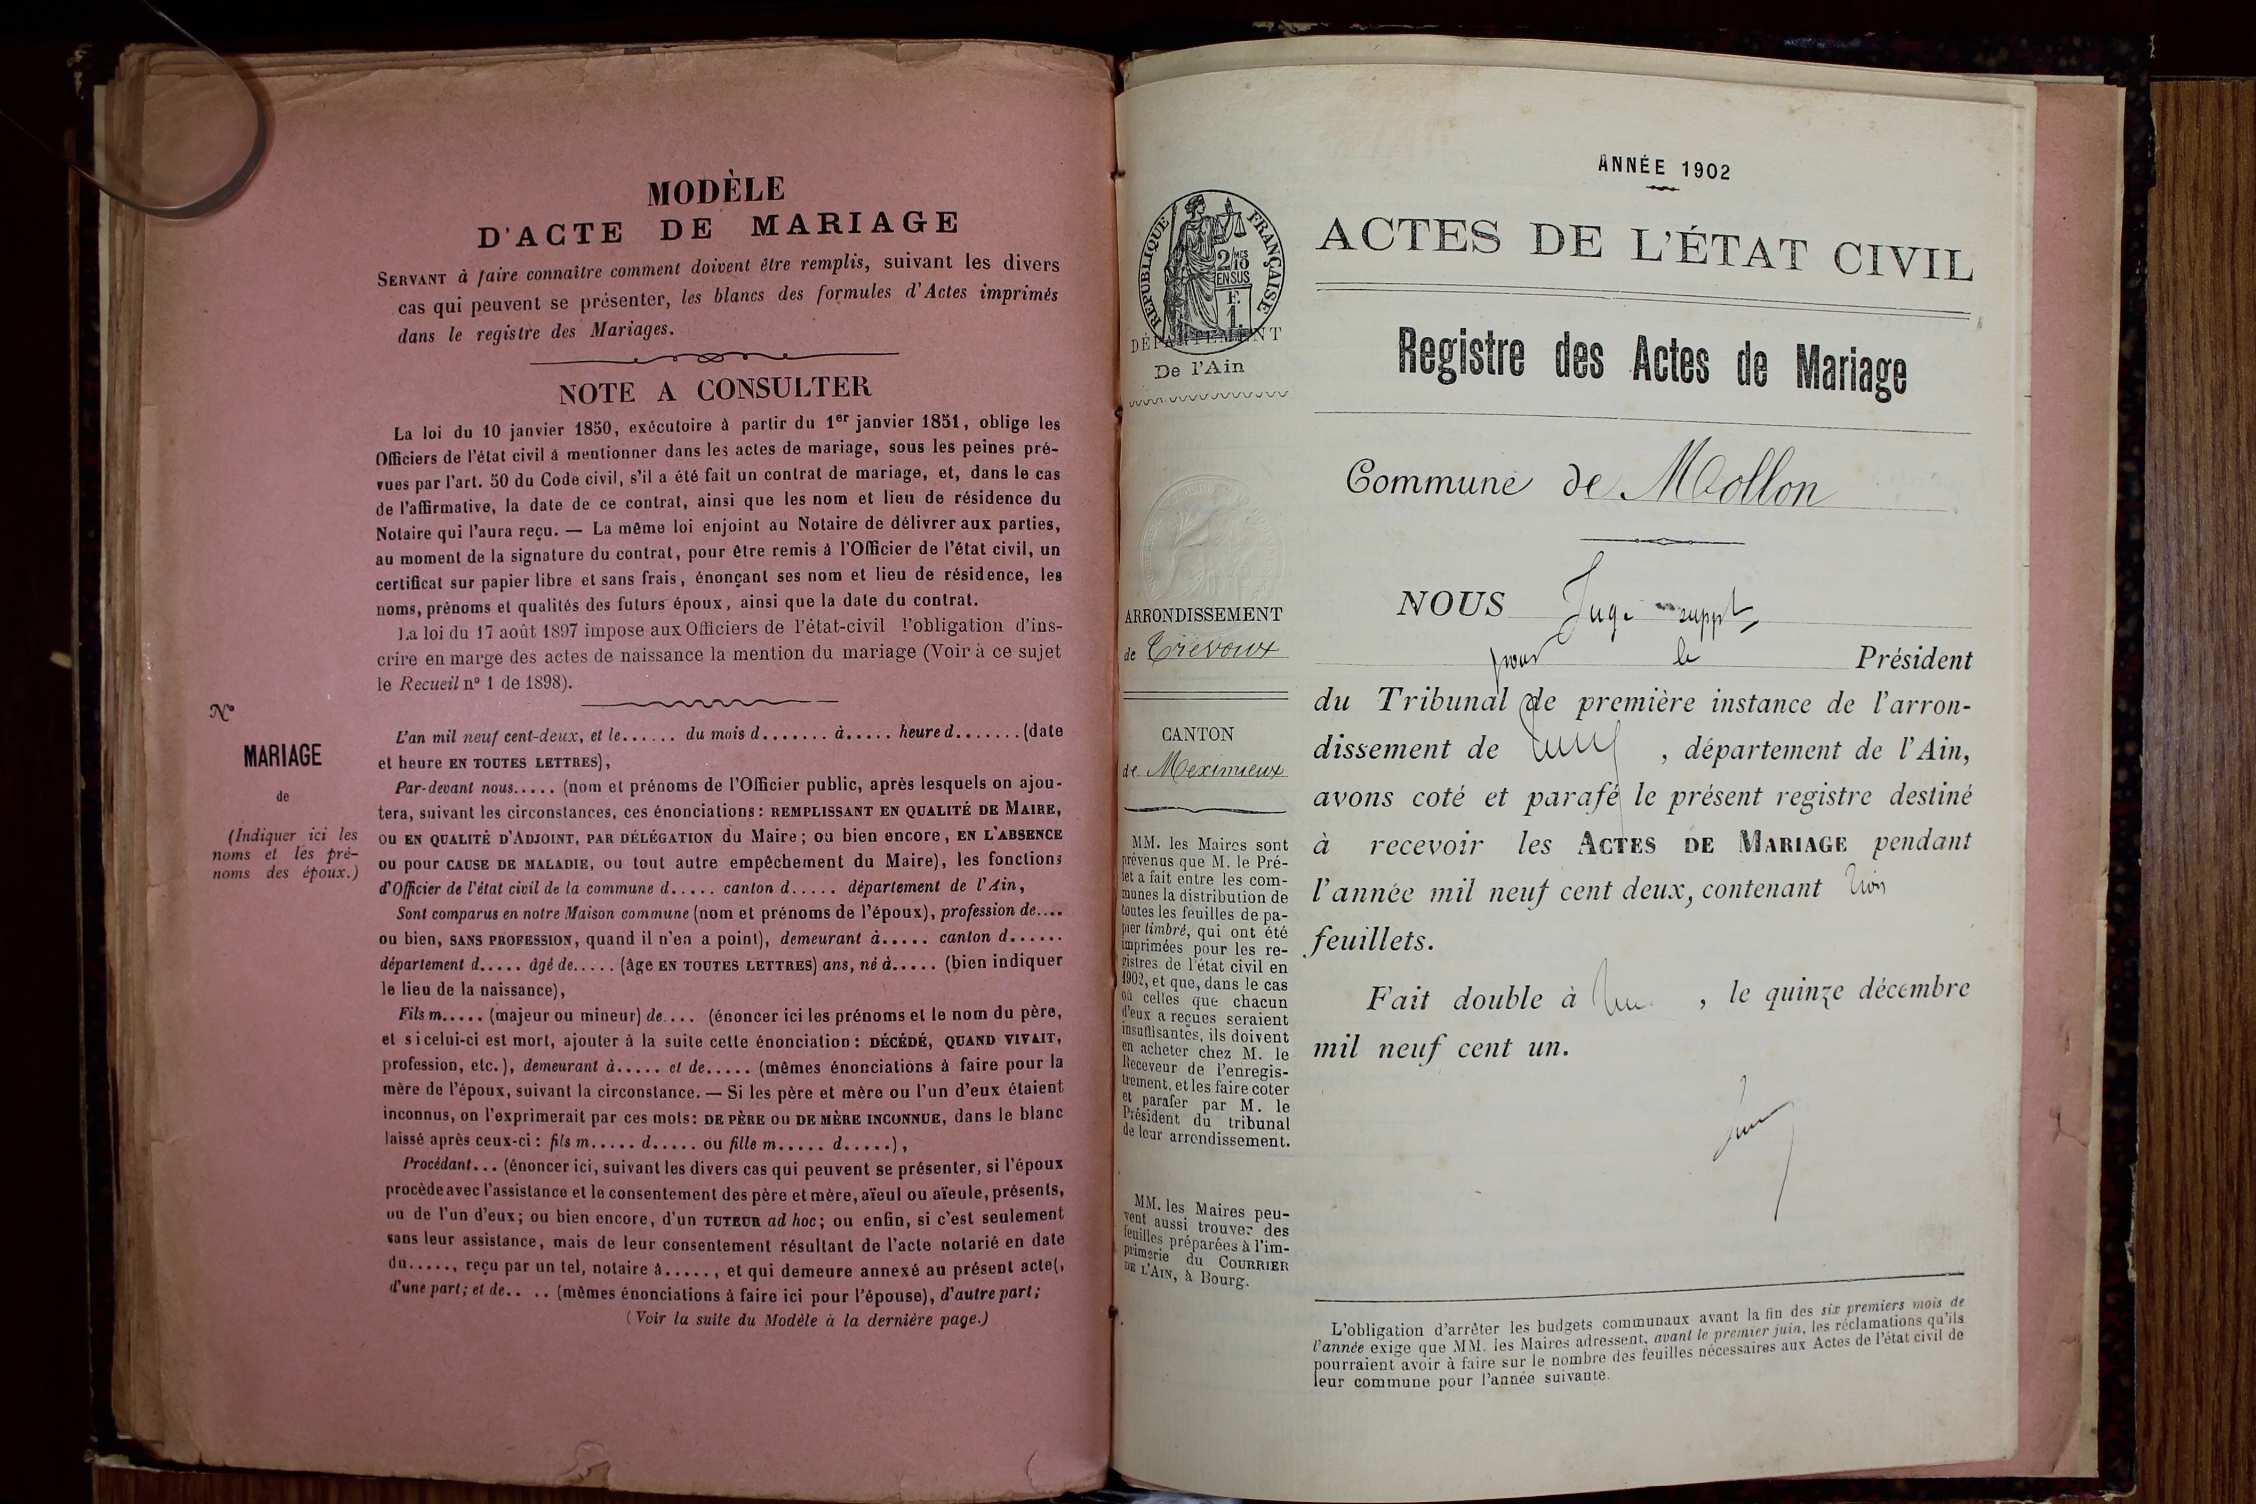 MODÈLE
D'ACTE DE MARIAGE
SERVANT à faire connaître comment doivent être remplis, suivant les divers
cas qui peuvent se présenter, les blancs des formules d'Actes imprimés
dans le registre des Mariages.
NOTE A CONSULTER
La loi du 10 janvier 1850, exécutoire à partir du 1er janvier 1851, oblige les
Officiers de l'état civil à mentionner dans les actes de mariage, sous les peines pré-
vues par l'art. 50 du Code civil, s'il a été fait un contrat de mariage, et, dans le cas
de l'affirmative, la date de ce contrat, ainsi que les nom et lieu de résidence du
Notaire qui l'aura reçu. — La même loi enjoint au Notaire de délivrer aux parties,
au moment de la signature du contrat, pour être remis à l'Officier de l'état civil, un
certificat sur papier libre et sans frais, énonçant ses nom et lieu de résidence, les
noms, prénoms et qualités des futurs époux, ainsi que la date du contrat.
La loi du 17 août 1897 impose aux Officiers de l'état-civil l'obligation d'ins-
crire en marge des actes de naissance la mention du mariage (Voir à ce sujet
le Recueil nº 1 de 1898).
Nº
MARIAGE
de
(Indiquer ici les
noms et les pré-
noms des époux.)
L'an mil neuf cent-deux, et le...... du mois d....... à..... heure d.......(date
et heure EN TOUTES LETTRES),
Par-devant nous..... (nom et prénoms de l'Officier public, après lesquels on ajou-
tera, suivant les circonstances, ces énonciations: REMPLISSANT EN QUALITÉ DE MAIRE,
OU EN QUALITÉ D'ADJOINT, PAR DÉLÉGATION du Maire; ou bien encore, EN L'ABSENCE
ou pour CAUSE DE MALADIE, ou tout autre empêchement du Maire), les fonctions
d'Officier de l'état civil de la commune d..... canton d..... département de l'Ain,
Sont comparus en notre Maison commune (nom et prénoms de l'époux), profession de....
ou bien, SANS PROFESSION, quand il n'en a point), demeurant à..... canton d......
département d..... âgé de..... (âge EN TOUTES LETTRES) ans, né à..... (bien indiquer
le lieu de la naissance),
Fils m..... (majeur ou mineur) de.... (énoncer ici les prénoms et le nom du père,
et si celui-ci est mort, ajouter à la suite cette énonciation: DÉCÉDÉ, QUAND VIVAIT,
profession, etc.), demeurant à..... et de..... (mêmes énonciations à faire pour la
mère de l'époux, suivant la circonstance. — Si les père et mère ou l'un d'eux étaient
inconnus, on l'exprimerait par ces mots: DE PÈRE OU DE MÈRE INCONNUE, dans le blanc
laissé après ceux-ci: fils m..... d..... ou fille m..... d.....),
Procédant... (énoncer ici, suivant les divers cas qui peuvent se présenter, si l'époux
procède avec l'assistance et le consentement des père et mère, aïeul ou aïeule, présents,
ou de l'un d'eux; ou bien encore, d'un TUTEUR ad hoc; ou enfin, si c'est seulement
sans leur assistance, mais de leur consentement résultant de l'acte notarié en date
du....., reçu par un tel, notaire à....., et qui demeure annexé au présent acte(,
d'une part; et de.. .. (mêmes énonciations à faire ici pour l'épouse), d'autre part;
(Voir la suite du Modèle à la dernière page.)
RÉPUBLIQUE FRANÇAISE
2/10MES
EN SUS
F.
1.
DÉPARTEMENT
De l'Ain
ARRONDISSEMENT
de Trévoux
CANTON
de Meximieux
MM. les Maires sont
prévenus que M. le Pré-
fet a fait entre les com-
munes la distribution de
toutes les feuilles de pa-
pier timbré, qui ont été
imprimées pour les re-
gistres de l'état civil en
1902, et que, dans le cas
où celles que chacun
d'eux a reçues seraient
insuffisantes, ils doivent
en acheter chez M. le
Receveur de l'enregis-
trement, et les faire coter
et parafer par M. le
Président du tribunal
de leur arrondissement.
MM. les Maires peu-
vent aussi trouver des
feuilles préparées à l'im-
primerie du COURRIER
DE L'AIN, à Bourg.
ANNÉE 1902
ACTES DE L'ÉTAT CIVIL
Registre des Actes de Mariage
Commune de Mollon
NOUS Juge suppt
pour le Président
du Tribunal de première instance de l'arron-
dissement de , département de l'Ain,
avons coté et parafé le présent registre destiné
à recevoir les ACTES DE MARIAGE pendant
l'année mil neuf cent deux, contenant trois
feuillets.
Fait double à , le quinze décembre
mil neuf cent un.
L'obligation d'arrêter les budgets communaux avant la fin des six premiers mois de
l'année exige que MM. les Maires adressent, avant le premier juin, les réclamations qu'ils
pourraient avoir à faire sur le nombre des feuilles nécessaires aux Actes de l'état civil de
leur commune pour l'année suivante.